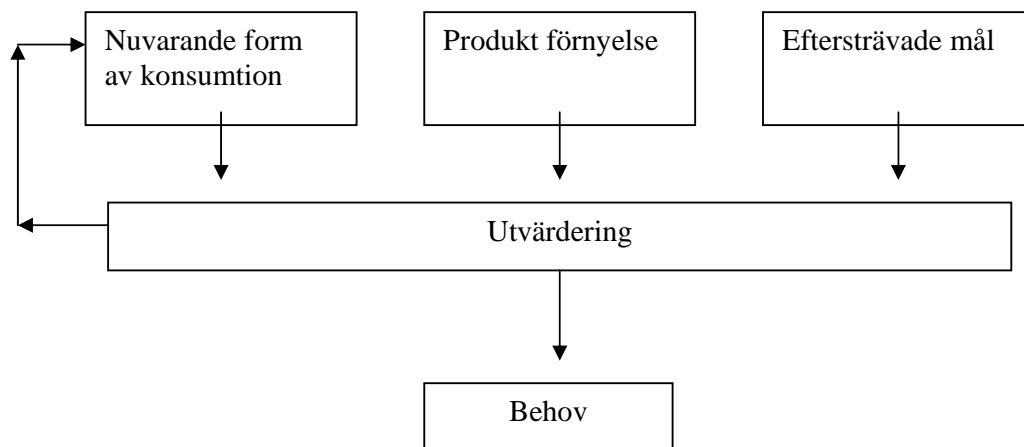 Nuvarande form
av konsumtion
Produkt förnyelse
Eftersträvade mål
Utvärdering
Behov